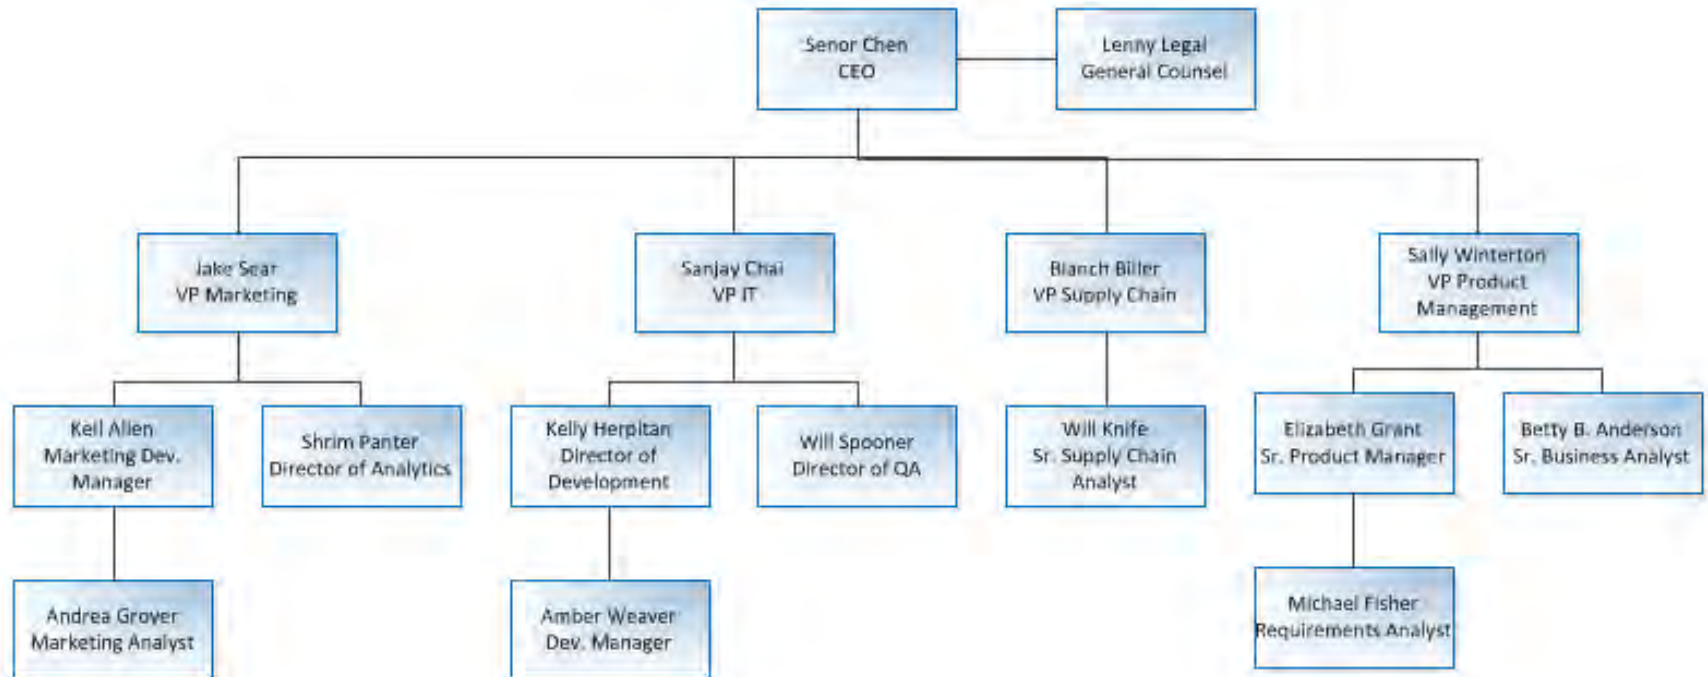 Senor Chen
CEO
Lenny Legal
General Counsel
Jake Sear
VP Marketing
Sanjay Chai
VP IT
Blanch Biller
VP Supply Chain
Sally Winterton
VP Product
Management
Keil Allen
Marketing Dev.
Manager
Shrim Panter
Director of Analytics
Kelly Herpitan
Director of
Development
Will Spooner
Director of QA
Will Knife
Sr. Supply Chain
Analyst
Elizabeth Grant
Sr. Product Manager
Betty B. Anderson
Sr. Business Analyst
Andrea Grover
Marketing Analyst
Amber Weaver
Dev. Manager
Michael Fisher
Requirements Analyst